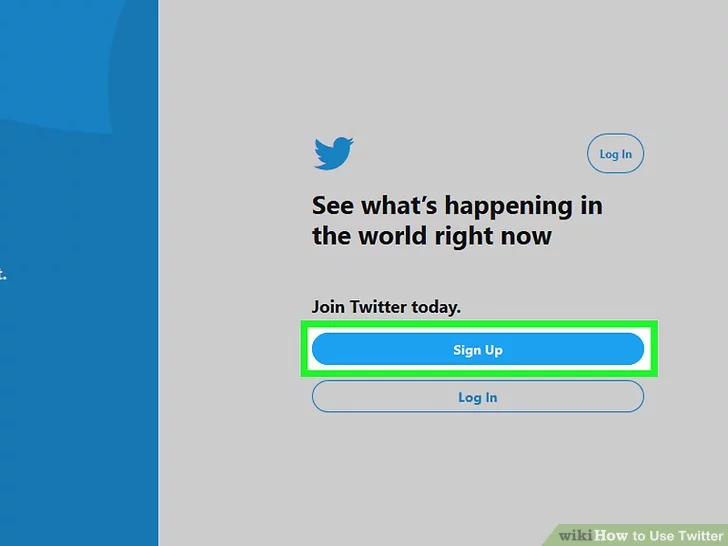 Log In
See what's happening in
the world right now
t.
Join Twitter today.
Sign Up
Log In
wikiHow to Use Twitter